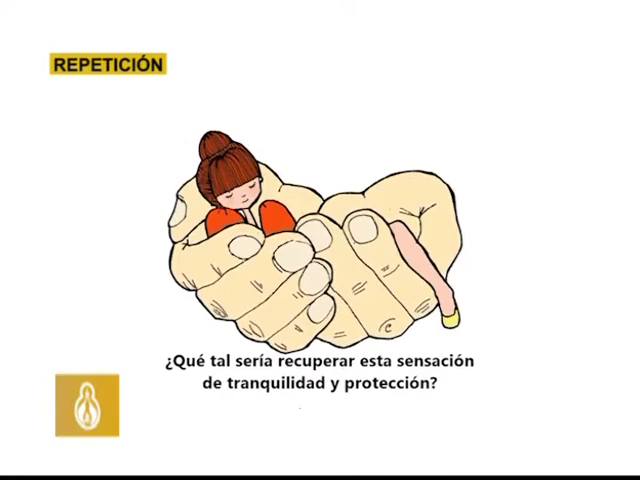 REPETICIÓN
¿Qué tal sería recuperar esta sensación
de tranquilidad y protección?